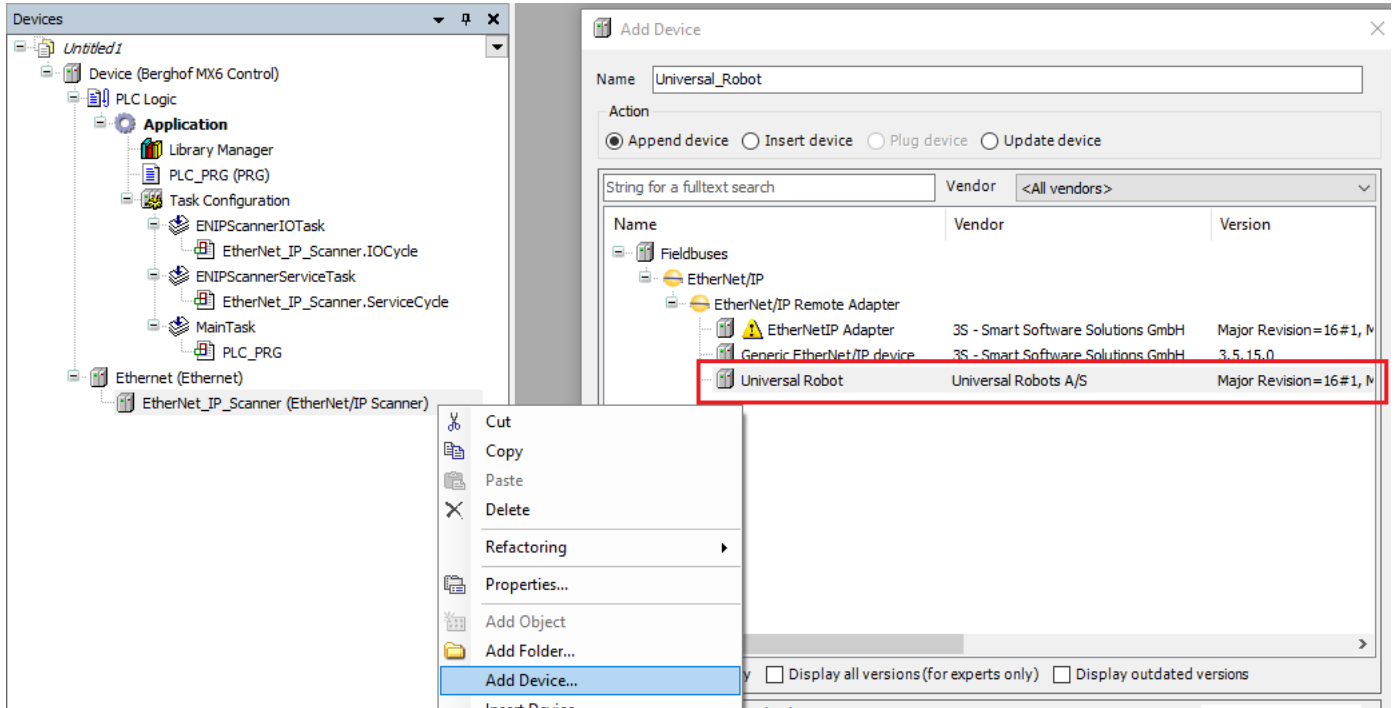 Devices
Untitled1
Device (Berghof MX6 Control)
PLC Logic
Application
Library Manager
PLC_PRG (PRG)
Task Configuration
ENIPScannerIOTask
EtherNet_IP_Scanner.IOCycle
ENIPScannerServiceTask
EtherNet_IP_Scanner.ServiceCycle
MainTask
PLC_PRG
Ethernet (Ethernet)
EtherNet_IP_Scanner (EtherNet/IP Scanner)
Cut
Copy
Paste
Delete
Refactoring
Properties...
Add Object
Add Folder...
Add Device...
Insert Device
Add Device
Name Universal_Robot
Action
Append device Insert device Plug device Update device
String for a fulltext search Vendor <All vendors>
Name Vendor Version
Fieldbuses
EtherNet/IP
EtherNet/IP Remote Adapter
EtherNetIP Adapter 3S - Smart Software Solutions GmbH Major Revision=16#1, M
Generic EtherNet/IP device 3S - Smart Software Solutions GmbH 3.5.15.0
Universal Robot Universal Robots A/S Major Revision=16#1, M
y Display all versions (for experts only) Display outdated versions